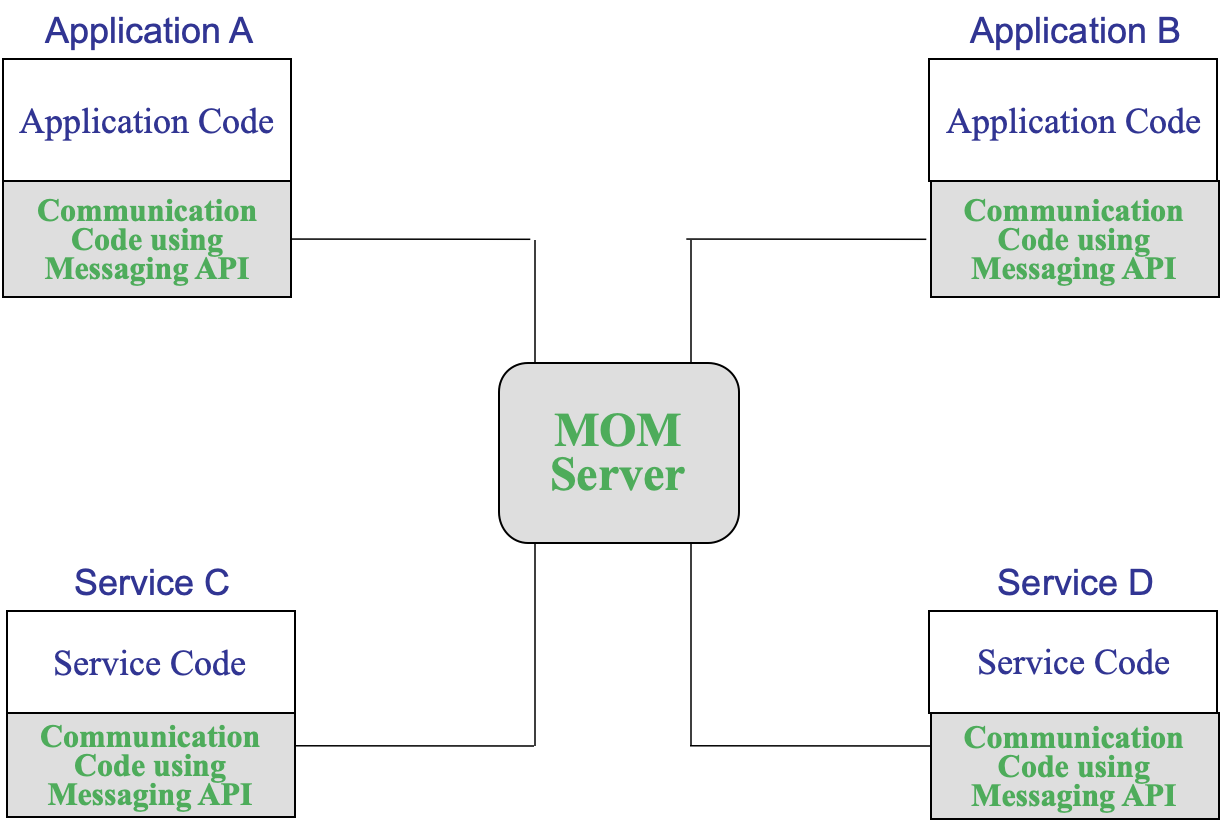 Application A
Application Code
Communication
Code using
Messaging API
Application B
Application Code
Communication
Code using
Messaging API
MOM
Server
Service C
Service Code
Communication
Code using
Messaging API
Service D
Service Code
Communication
Code using
Messaging API